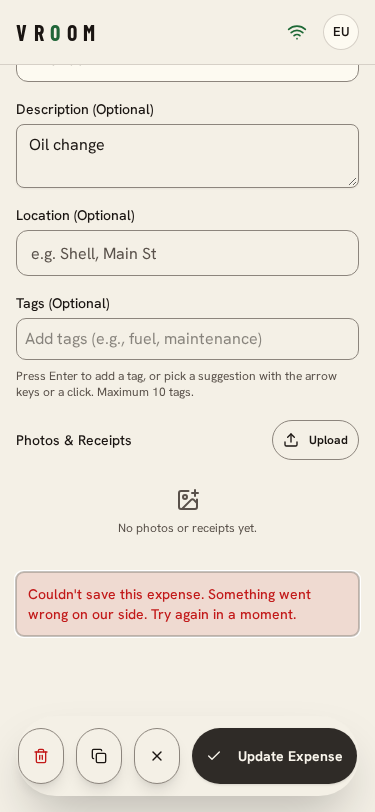 VROOM
EU
Description (Optional)
Oil change
Location (Optional)
e.g. Shell, Main St
Tags (Optional)
Add tags (e.g., fuel, maintenance)
Press Enter to add a tag, or pick a suggestion with the arrow
keys or a click. Maximum 10 tags.
Photos & Receipts
Upload
No photos or receipts yet.
Couldn't save this expense. Something went
wrong on our side. Try again in a moment.
Update Expense